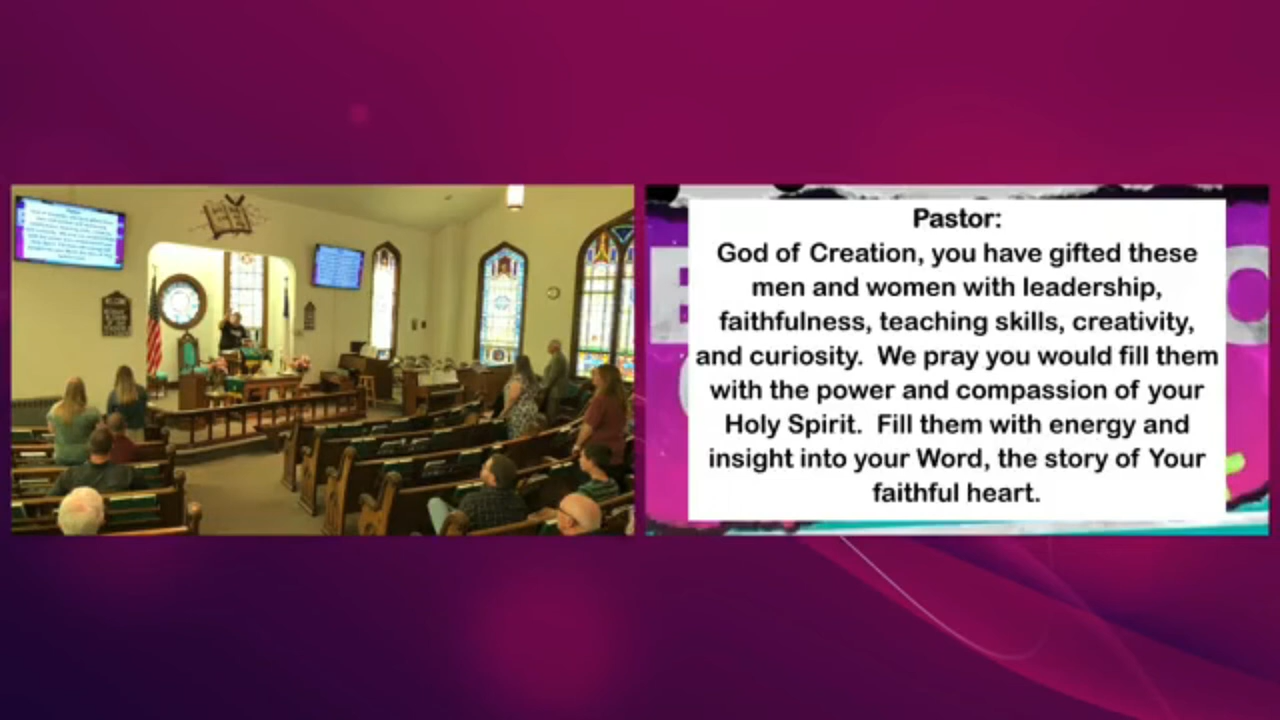 Pastor:
God of Creation, you have gifted these
men and women with leadership,
faithfulness, teaching skills, creativity,
and curiosity.  We pray you would fill them
with the power and compassion of your
Holy Spirit.  Fill them with energy and
insight into your Word, the story of Your
faithful heart.